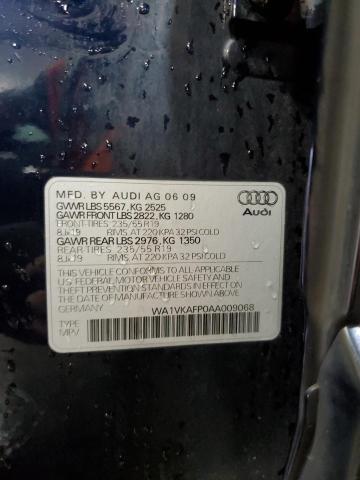 MFD. BY AUDI AG 06 09
GVWR LBS 5567, KG 2525
GAWR FRONT LBS 2822, KG 1280
FRONT-TIRES 235/55 R19
8Jx19 RIMS, AT 220 KPA 32 PSI COLD
GAWR REAR LBS 2976, KG 1350
REAR TIRES 235/55 R19
8Jx19 RIMS, AT 220 KPA 32 PSI COLD
THIS VEHICLE CONFORMS TO ALL APPLICABLE
FEDERAL MOTOR VEHICLE SAFETY STANDARDS
IN EFFECT ON THE DATE OF MANUFACTURE
SHOWN ABOVE.
GERMANY WA1VKAFP0AA009068
TYPE
MPV
Audi